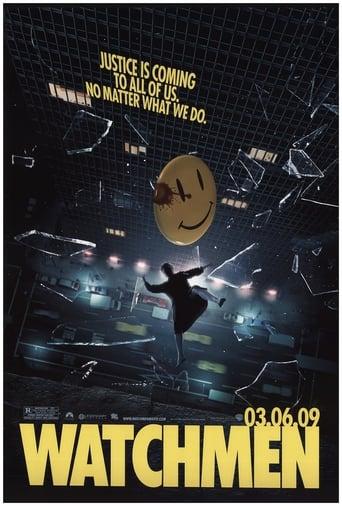 JUSTICE IS COMING
TO ALL OF US.
NO MATTER WHAT WE DO.
03.06.09
R
WATCHMEN